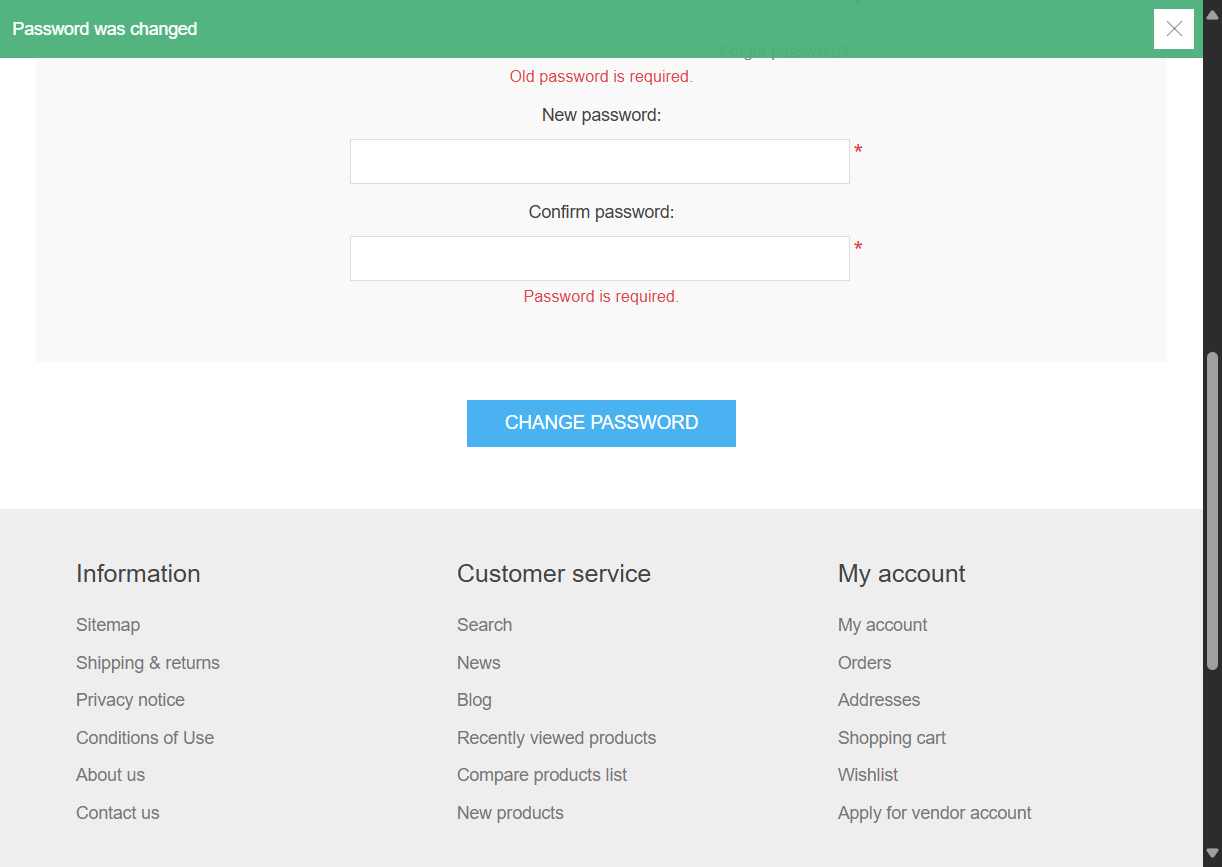 Password was changed
Forgot password?
Old password is required.
New password:
*
Confirm password:
*
Password is required.
CHANGE PASSWORD
Information
Sitemap
Shipping & returns
Privacy notice
Conditions of Use
About us
Contact us
Customer service
Search
News
Blog
Recently viewed products
Compare products list
New products
My account
My account
Orders
Addresses
Shopping cart
Wishlist
Apply for vendor account